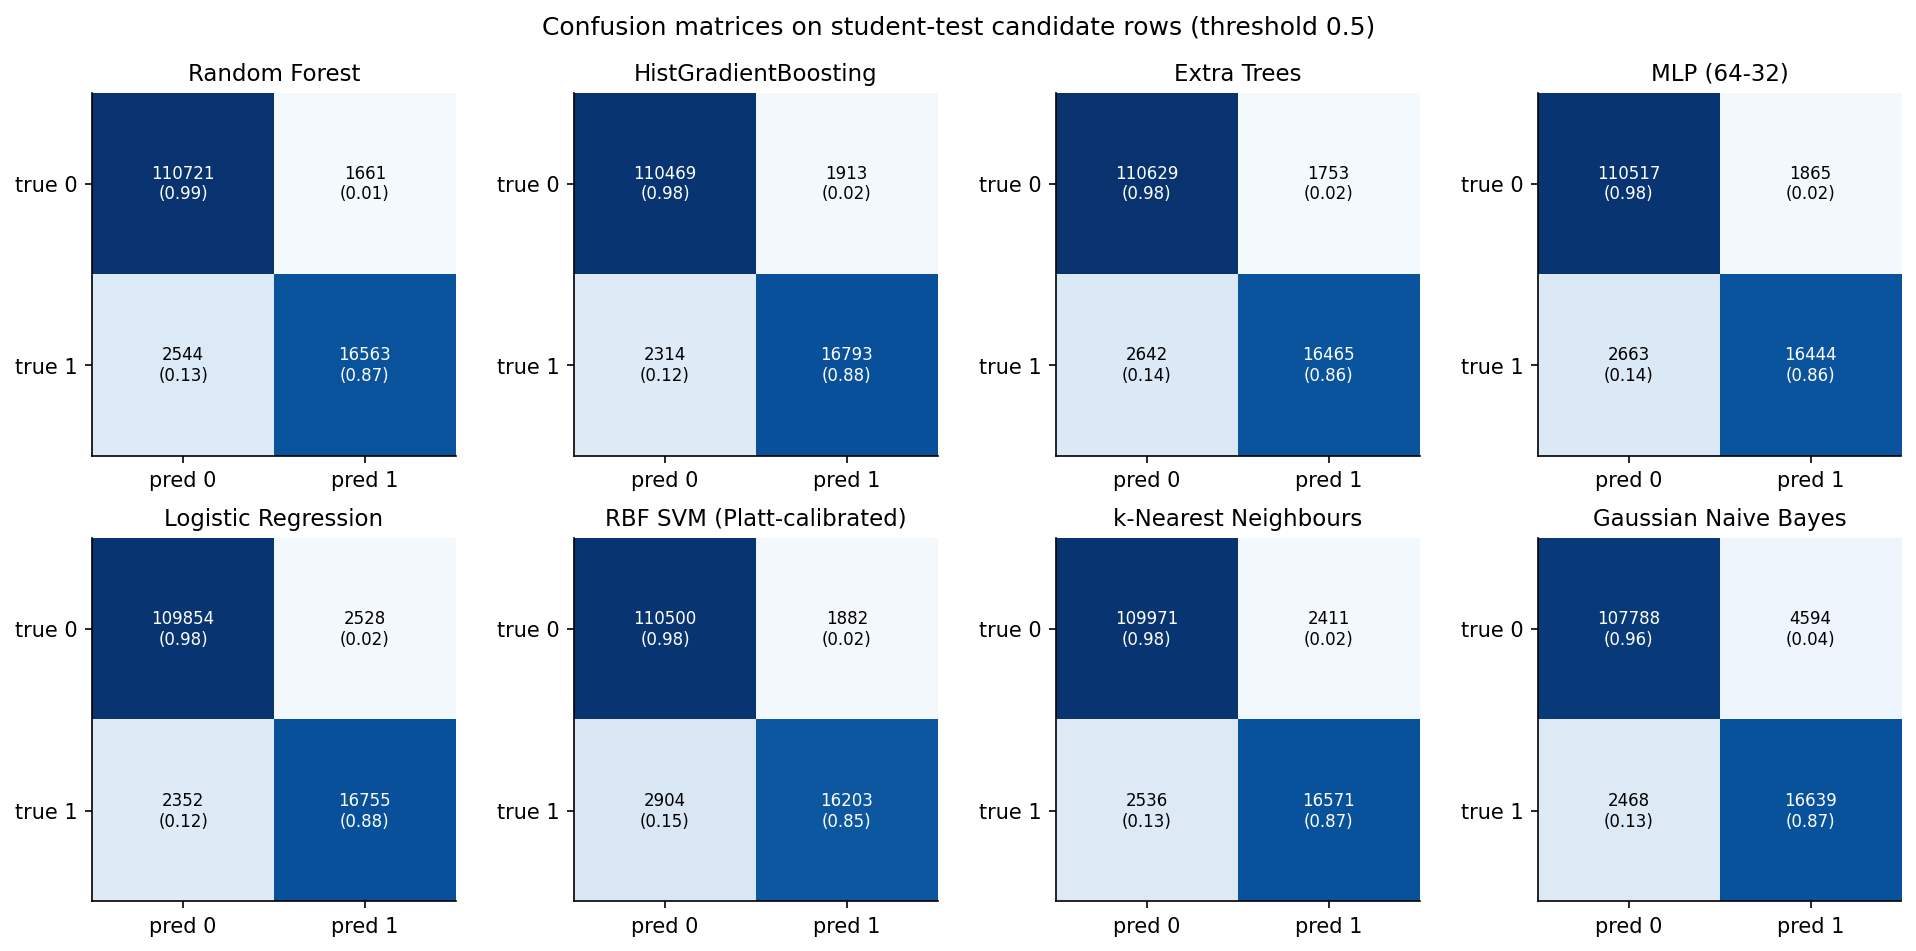 Confusion matrices on student-test candidate rows (threshold 0.5)
Random Forest
HistGradientBoosting
Extra Trees
MLP (64-32)
true 0
110721
(0.99)
1661
(0.01)
true 1
2544
(0.13)
16563
(0.87)
pred 0
pred 1
true 0
110469
(0.98)
1913
(0.02)
true 1
2314
(0.12)
16793
(0.88)
pred 0
pred 1
true 0
110629
(0.98)
1753
(0.02)
true 1
2642
(0.14)
16465
(0.86)
pred 0
pred 1
true 0
110517
(0.98)
1865
(0.02)
true 1
2663
(0.14)
16444
(0.86)
pred 0
pred 1
Logistic Regression
RBF SVM (Platt-calibrated)
k-Nearest Neighbours
Gaussian Naive Bayes
true 0
109854
(0.98)
2528
(0.02)
true 1
2352
(0.12)
16755
(0.88)
pred 0
pred 1
true 0
110500
(0.98)
1882
(0.02)
true 1
2904
(0.15)
16203
(0.85)
pred 0
pred 1
true 0
109971
(0.98)
2411
(0.02)
true 1
2536
(0.13)
16571
(0.87)
pred 0
pred 1
true 0
107788
(0.96)
4594
(0.04)
true 1
2468
(0.13)
16639
(0.87)
pred 0
pred 1